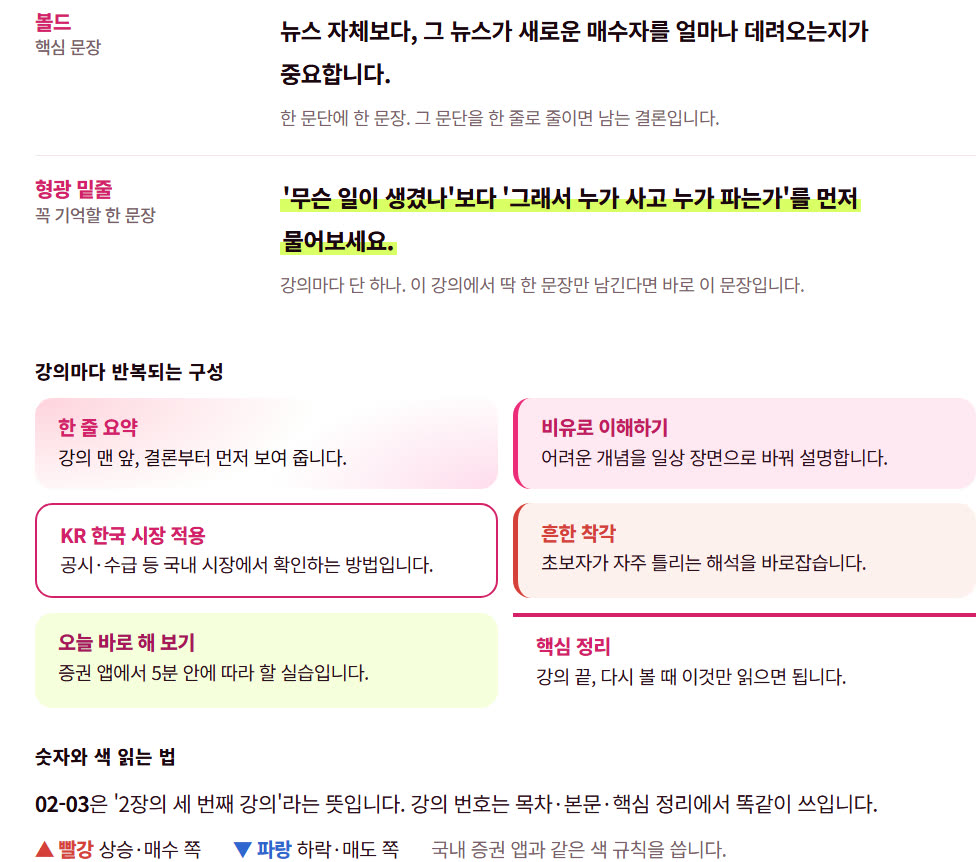 볼드
핵심 문장
뉴스 자체보다, 그 뉴스가 새로운 매수자를 얼마나 데려오는지가
중요합니다.
한 문단에 한 문장. 그 문단을 한 줄로 줄이면 남는 결론입니다.
형광 밑줄
꼭 기억할 한 문장
'무슨 일이 생겼나'보다 '그래서 누가 사고 누가 파는가'를 먼저
물어보세요.
강의마다 단 하나. 이 강의에서 딱 한 문장만 남긴다면 바로 이 문장입니다.
강의마다 반복되는 구성
한 줄 요약
강의 맨 앞, 결론부터 먼저 보여 줍니다.
비유로 이해하기
어려운 개념을 일상 장면으로 바꿔 설명합니다.
KR 한국 시장 적용
공시·수급 등 국내 시장에서 확인하는 방법입니다.
흔한 착각
초보자가 자주 틀리는 해석을 바로잡습니다.
오늘 바로 해 보기
증권 앱에서 5분 안에 따라 할 실습입니다.
핵심 정리
강의 끝, 다시 볼 때 이것만 읽으면 됩니다.
숫자와 색 읽는 법
02-03은 '2장의 세 번째 강의'라는 뜻입니다. 강의 번호는 목차·본문·핵심 정리에서 똑같이 쓰입니다.
▲ 빨강 상승·매수 쪽 ▼ 파랑 하락·매도 쪽 국내 증권 앱과 같은 색 규칙을 씁니다.